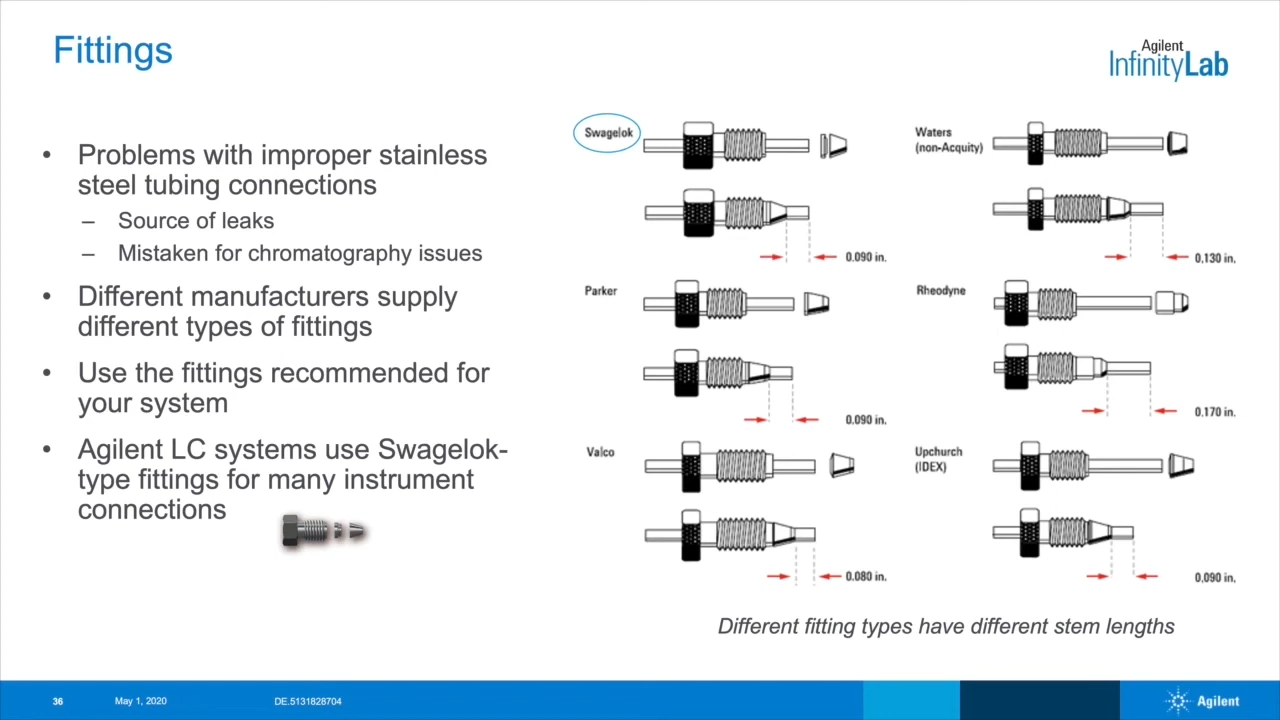 Fittings
Agilent
InfinityLab
• Problems with improper stainless
steel tubing connections
– Source of leaks
– Mistaken for chromatography issues
• Different manufacturers supply
different types of fittings
• Use the fittings recommended for
your system
• Agilent LC systems use Swagelok-
type fittings for many instrument
connections
Swagelok
0.090 in.
Waters
(non-Acquity)
0.130 in.
Parker
0.090 in.
Rheodyne
0.170 in.
Valco
0.080 in.
Upchurch
(IDEX)
0.090 in.
Different fitting types have different stem lengths
36
May 1, 2020
DE.5131828704
Agilent